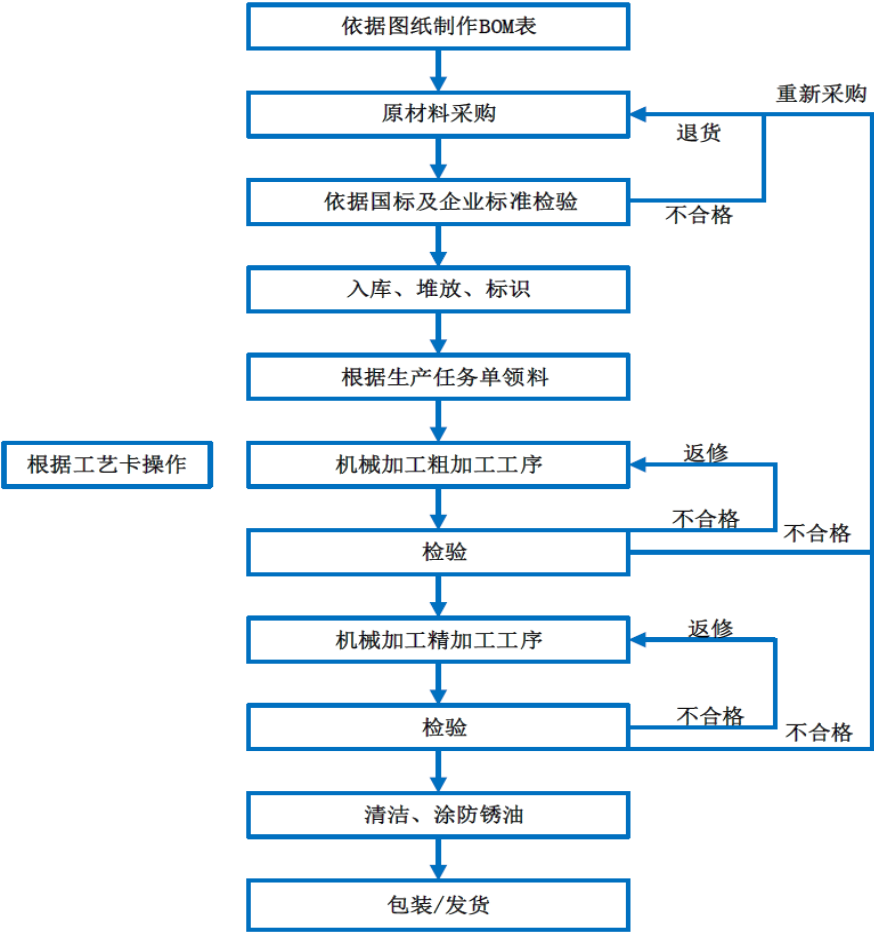 依据图纸制作BOM表
重新采购
原材料采购
退货
依据国标及企业标准检验
不合格
入库、堆放、标识
根据生产任务单领料
返修
根据工艺卡操作
机械加工粗加工工序
不合格
不合格
检验
返修
机械加工精加工工序
不合格
检验
不合格
清洁、涂防锈油
包装/发货